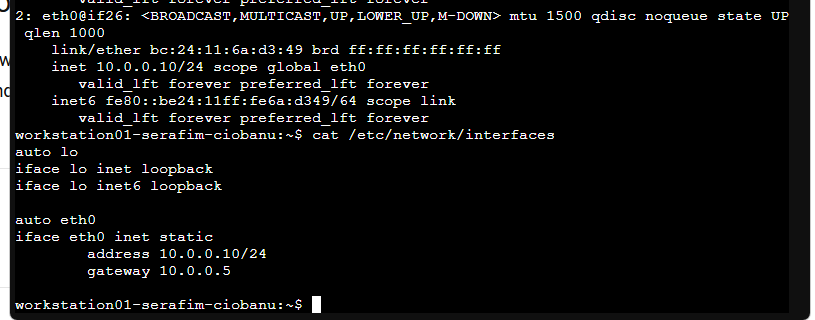 valid_lft forever preferred_lft forever
2: eth0@if26: <BROADCAST,MULTICAST,UP,LOWER_UP,M-DOWN> mtu 1500 qdisc noqueue state UP
 qlen 1000
    link/ether bc:24:11:6a:d3:49 brd ff:ff:ff:ff:ff:ff
    inet 10.0.0.10/24 scope global eth0
       valid_lft forever preferred_lft forever
    inet6 fe80::be24:11ff:fe6a:d349/64 scope link
       valid_lft forever preferred_lft forever
workstation01-serafim-ciobanu:~$ cat /etc/network/interfaces
auto lo
iface lo inet loopback
iface lo inet6 loopback

auto eth0
iface eth0 inet static
        address 10.0.0.10/24
        gateway 10.0.0.5

workstation01-serafim-ciobanu:~$